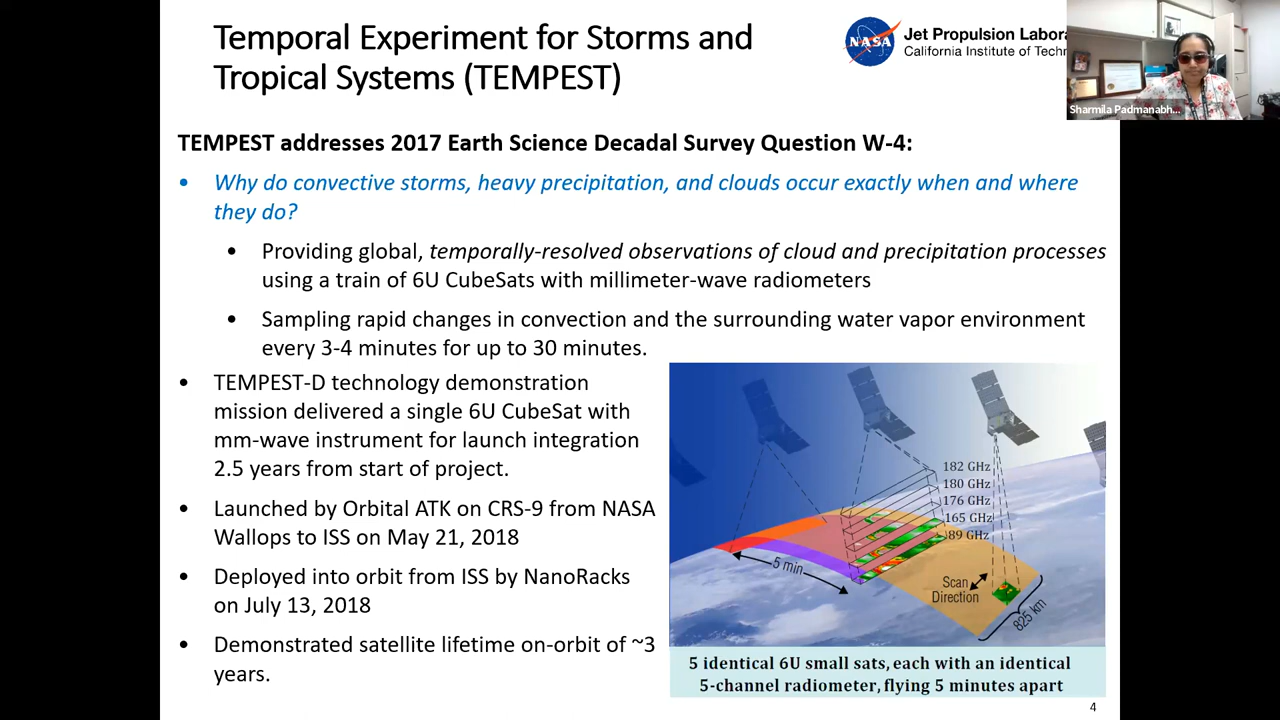 Temporal Experiment for Storms and
Tropical Systems (TEMPEST)
NASA
Jet Propulsion Labora
California Institute of Techn
Sharmila Padmanabh...
TEMPEST addresses 2017 Earth Science Decadal Survey Question W-4:
• Why do convective storms, heavy precipitation, and clouds occur exactly when and where
they do?
• Providing global, temporally-resolved observations of cloud and precipitation processes
using a train of 6U CubeSats with millimeter-wave radiometers
• Sampling rapid changes in convection and the surrounding water vapor environment
every 3-4 minutes for up to 30 minutes.
• TEMPEST-D technology demonstration
mission delivered a single 6U CubeSat with
mm-wave instrument for launch integration
2.5 years from start of project.
• Launched by Orbital ATK on CRS-9 from NASA
Wallops to ISS on May 21, 2018
• Deployed into orbit from ISS by NanoRacks
on July 13, 2018
• Demonstrated satellite lifetime on-orbit of ~3
years.
182 GHz
180 GHz
176 GHz
165 GHz
89 GHz
5 min
Scan
Direction
825 km
5 identical 6U small sats, each with an identical
5-channel radiometer, flying 5 minutes apart
4